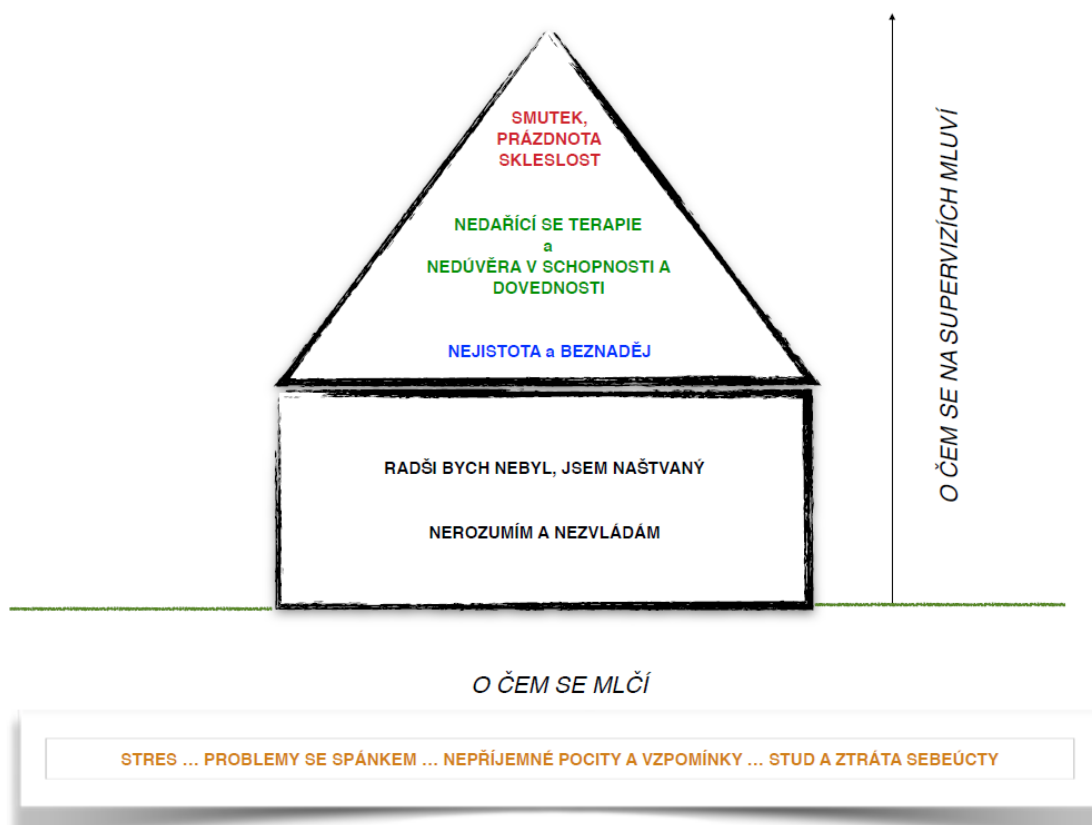 SMUTEK,
PRÁZDNOTA
SKLESLOST
NEDAŘÍCÍ SE TERAPIE
a
NEDÚVĚRA V SCHOPNOSTI A
DOVEDNOSTI
NEJISTOTA a BEZNADĚJ
RADŠI BYCH NEBYL, JSEM NAŠTVANÝ
NEROZUMÍM A NEZVLÁDÁM
O ČEM SE NA SUPERVIZÍCH MLUVÍ
O ČEM SE MLČÍ
STRES ... PROBLEMY SE SPÁNKEM ... NEPŘÍJEMNÉ POCITY A VZPOMÍNKY ... STUD A ZTRÁTA SEBEÚCTY